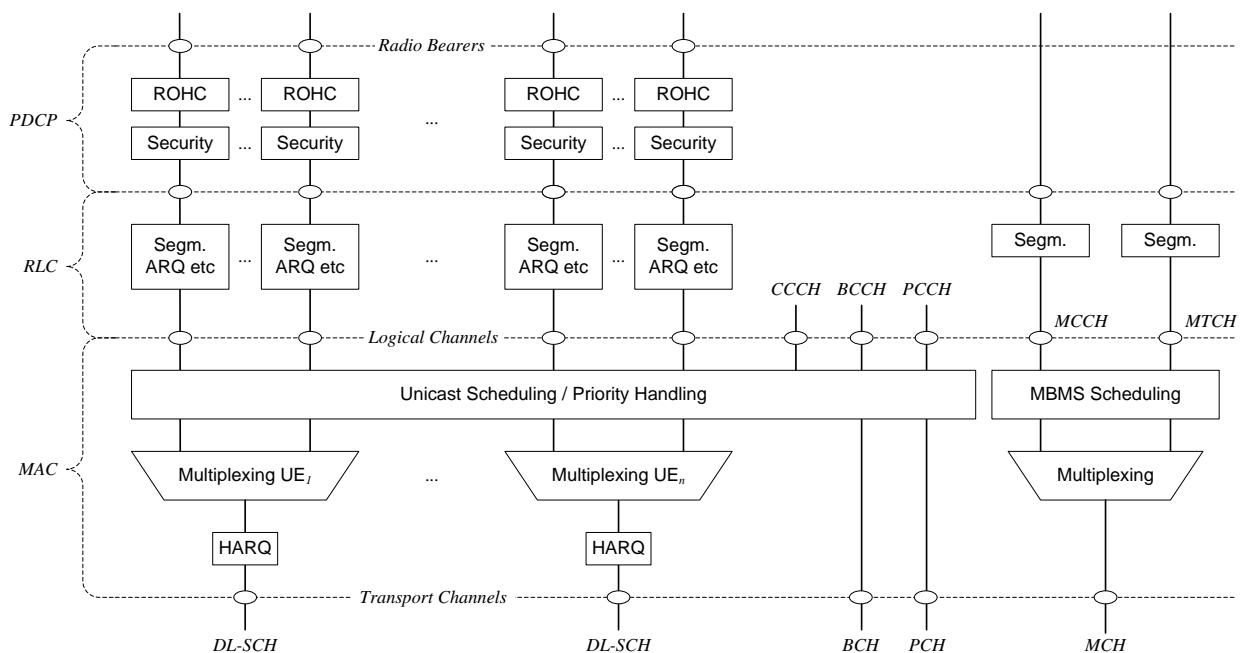 Radio Bearers
ROHC ... ROHC ROHC ... ROHC
PDCP ...
Security ... Security Security ... Security
Segm. ARQ etc ... Segm. ARQ etc ... Segm. ARQ etc ... Segm. ARQ etc Segm. Segm.
RLC
CCCH BCCH PCCH
MCCH MTCH
Logical Channels
Unicast Scheduling / Priority Handling MBMS Scheduling
MAC
Multiplexing UE1 ... Multiplexing UEn Multiplexing
HARQ HARQ
Transport Channels
DL-SCH DL-SCH BCH PCH MCH